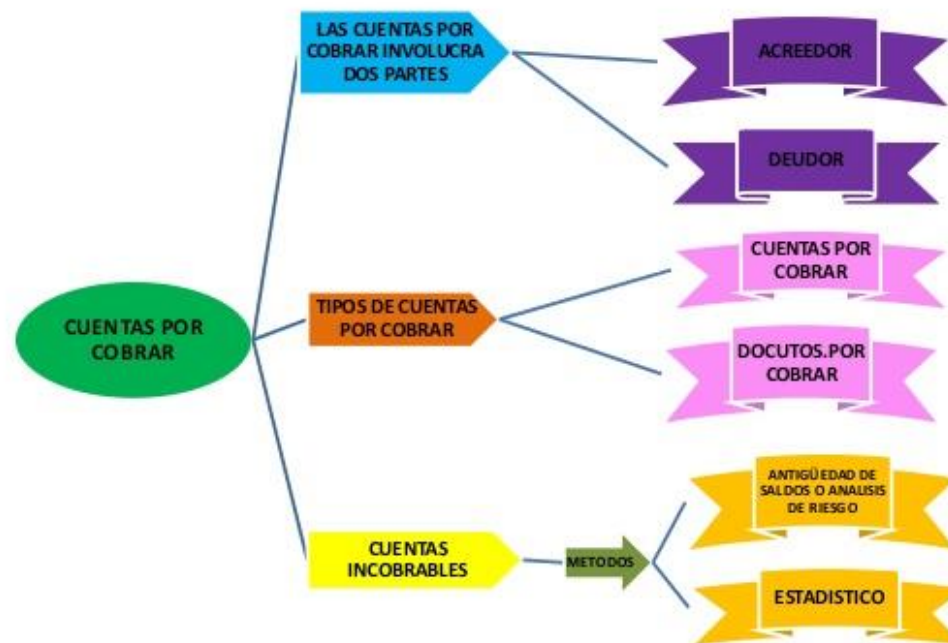 LAS CUENTAS POR
COBRAR INVOLUCRA
DOS PARTES
ACREEDOR
DEUDOR
CUENTAS POR
COBRAR
TIPOS DE CUENTAS
POR COBRAR
CUENTAS POR
COBRAR
DOCUTOS.POR
COBRAR
CUENTAS
INCOBRABLES
METODOS
ANTIGÜEDAD DE
SALDOS O ANALISIS
DE RIESGO
ESTADISTICO